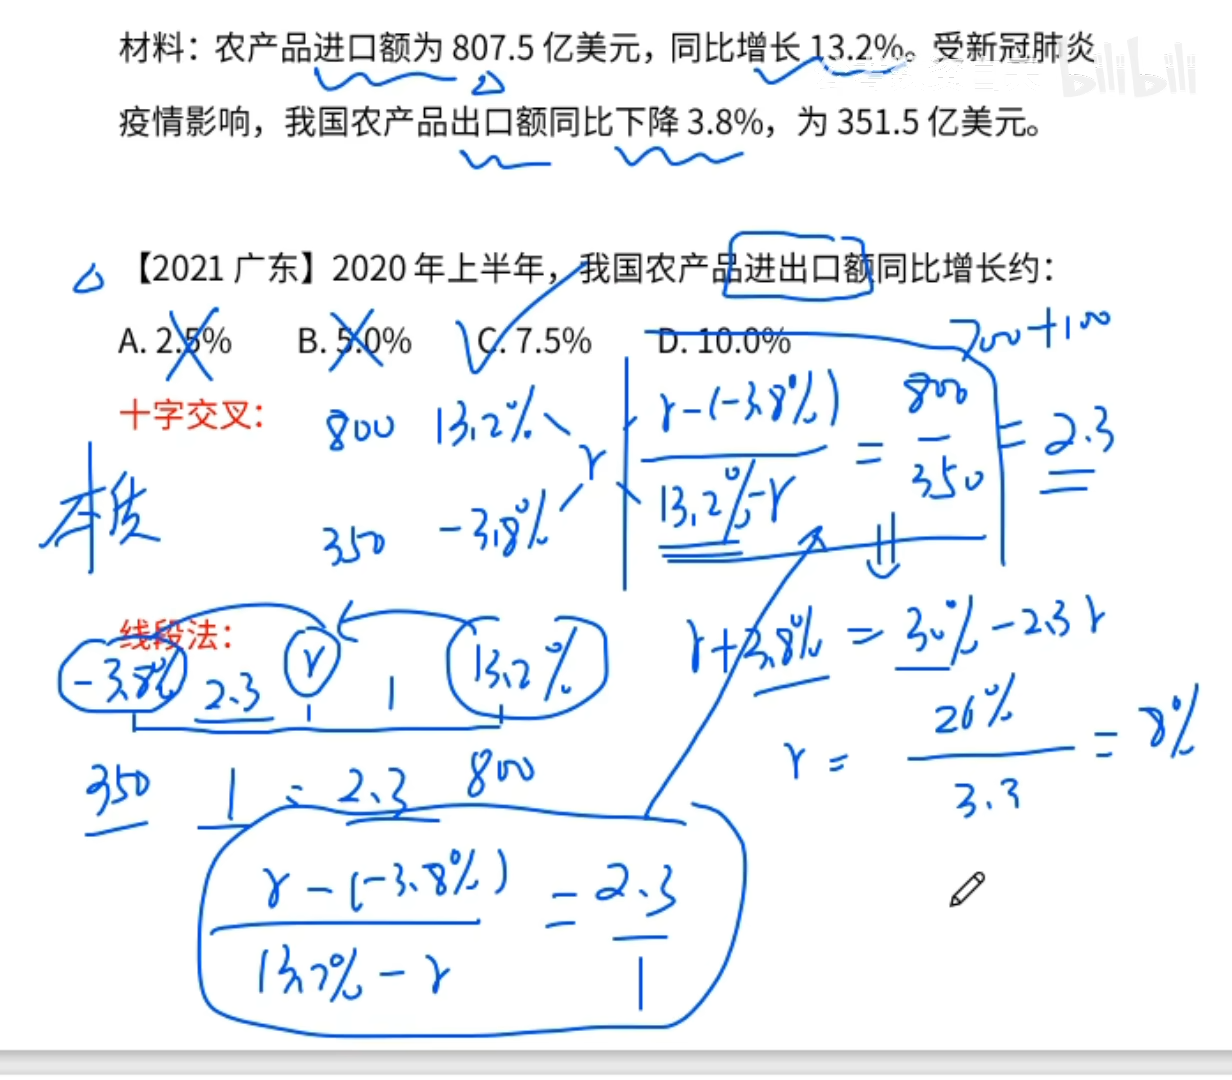 材料：农产品进口额为 807.5 亿美元，同比增长 13.2%。受新冠肺炎
bilibili
疫情影响，我国农产品出口额同比下降 3.8%，为 351.5 亿美元。
【2021 广东】2020 年上半年，我国农产品进出口额同比增长约：
A. 2.5% B. 5.0% C. 7.5% D. 10.0%
700+100
十字交叉：
800 13.2%
r
350 -3.8%
r-(-3.8%) / 13.2%-r = 800 / 350 = 2.3
本质
线段法：
-3.8% r 13.2%
2.3 1
350 1 : 2.3 800
r+3.8% = 30%-2.3r
r = 26% / 3.3 = 8%
r-(-3.8%) / 13.2%-r = 2.3 / 1